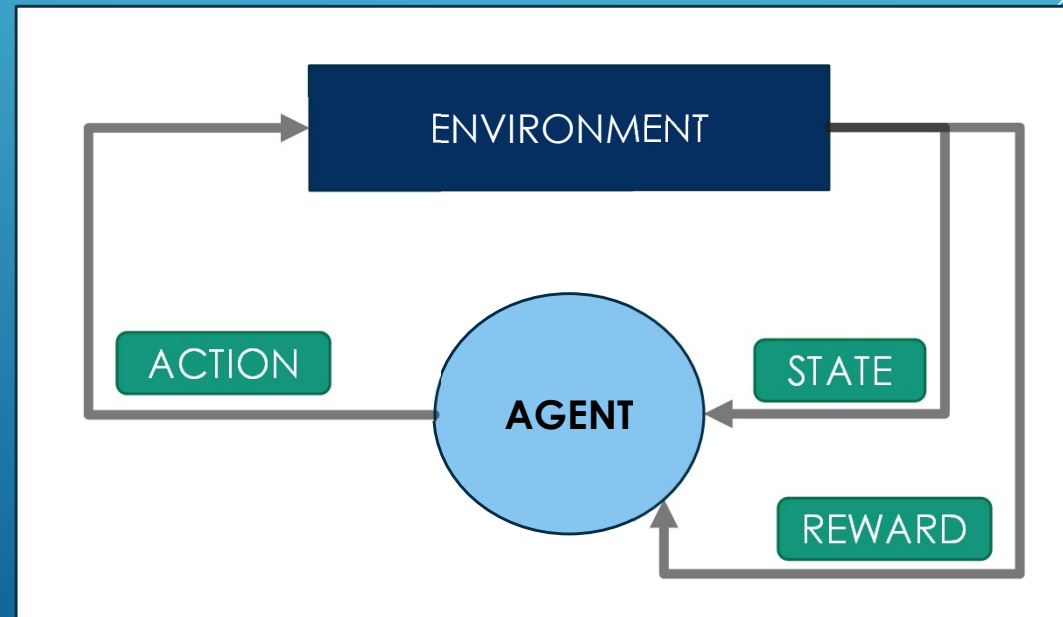 ENVIRONMENT
ACTION
STATE
AGENT
REWARD